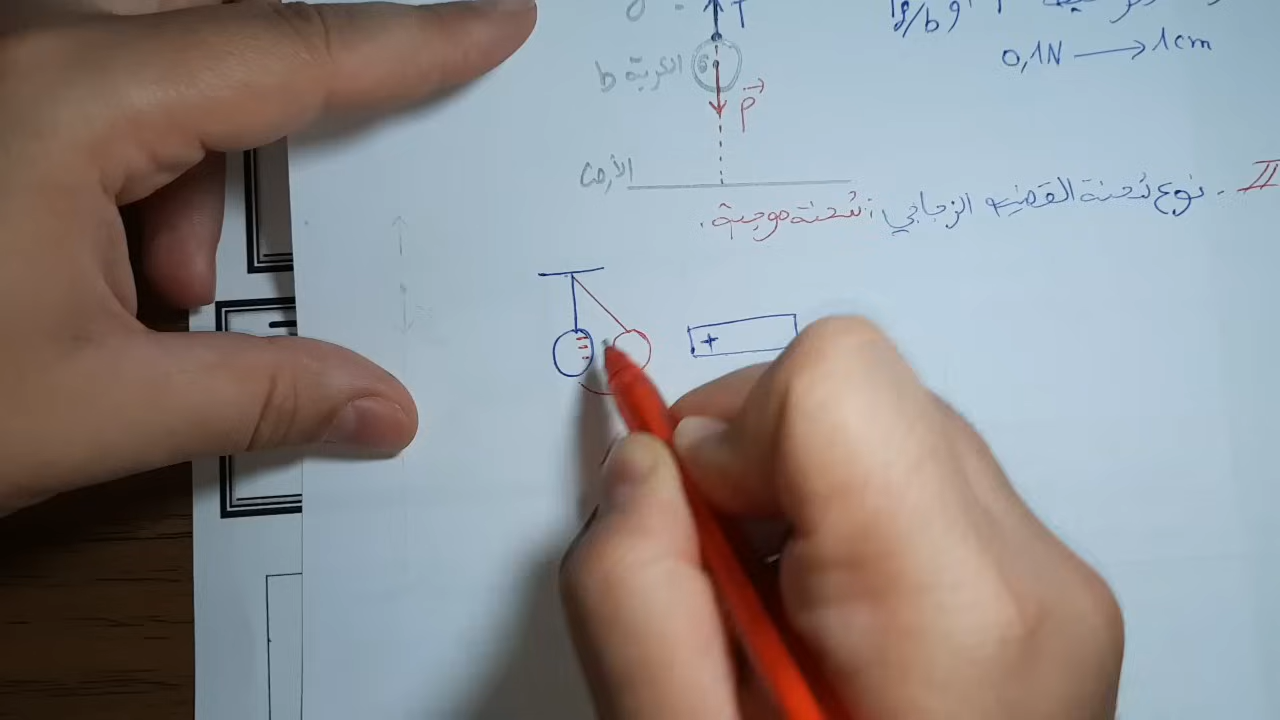 T
g/b و
0,1N → 1cm
الكرية b
G
P
الأرض
II - نوع شحنة القضيب الزجاجي : شحنة موجبة .
+